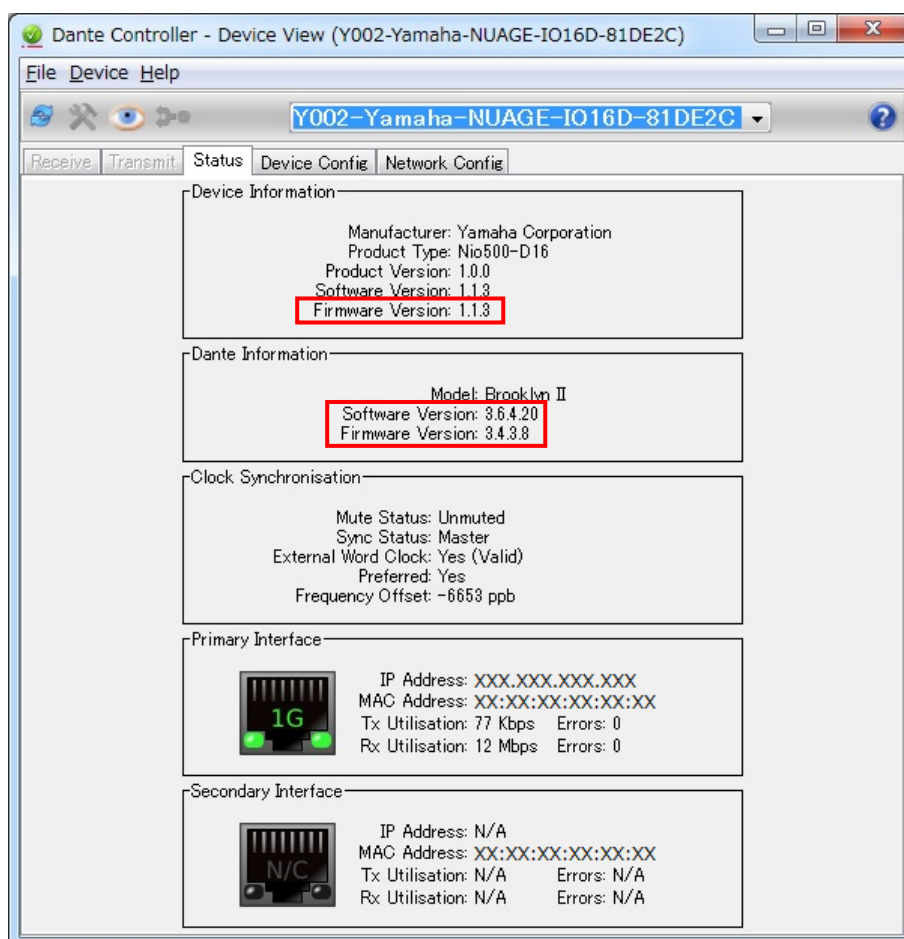 Dante Controller - Device View (Y002-Yamaha-NUAGE-IO16D-81DE2C)
File Device Help
Y002-Yamaha-NUAGE-IO16D-81DE2C
Receive Transmit Status Device Config Network Config
Device Information
Manufacturer: Yamaha Corporation
Product Type: Nio500-D16
Product Version: 1.0.0
Software Version: 1.1.3
Firmware Version: 1.1.3
Dante Information
Model: Brooklyn II
Software Version: 3.6.4.20
Firmware Version: 3.4.3.8
Clock Synchronisation
Mute Status: Unmuted
Sync Status: Master
External Word Clock: Yes (Valid)
Preferred: Yes
Frequency Offset: -6653 ppb
Primary Interface
1G
IP Address: XXX.XXX.XXX.XXX
MAC Address: XX:XX:XX:XX:XX:XX
Tx Utilisation: 77 Kbps Errors: 0
Rx Utilisation: 12 Mbps Errors: 0
Secondary Interface
N/C
IP Address: N/A
MAC Address: XX:XX:XX:XX:XX:XX
Tx Utilisation: N/A Errors: N/A
Rx Utilisation: N/A Errors: N/A